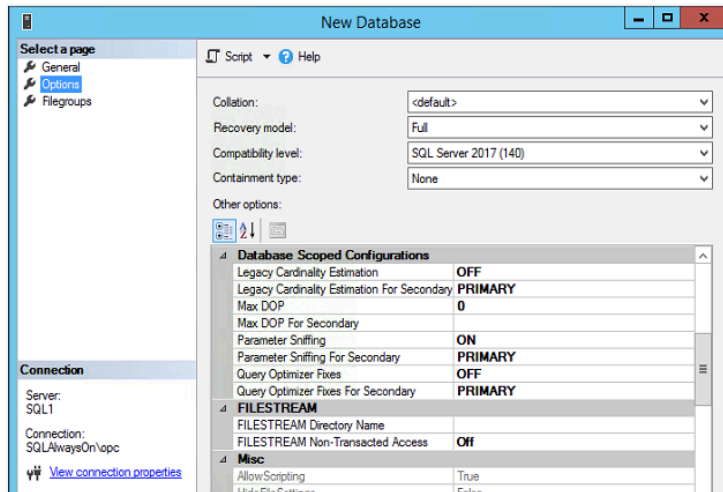 New Database
Select a page
General
Options
Filegroups
Script Help
Collation: <default>
Recovery model: Full
Compatibility level: SQL Server 2017 (140)
Containment type: None
Other options:
Database Scoped Configurations
Legacy Cardinality Estimation OFF
Legacy Cardinality Estimation For Secondary PRIMARY
Max DOP 0
Max DOP For Secondary
Parameter Sniffing ON
Parameter Sniffing For Secondary PRIMARY
Query Optimizer Fixes OFF
Query Optimizer Fixes For Secondary PRIMARY
FILESTREAM
FILESTREAM Directory Name
FILESTREAM Non-Transacted Access Off
Misc
AllowScripting True
Connection
Server:
SQL1
Connection:
SQLAlwaysOn\opc
View connection properties